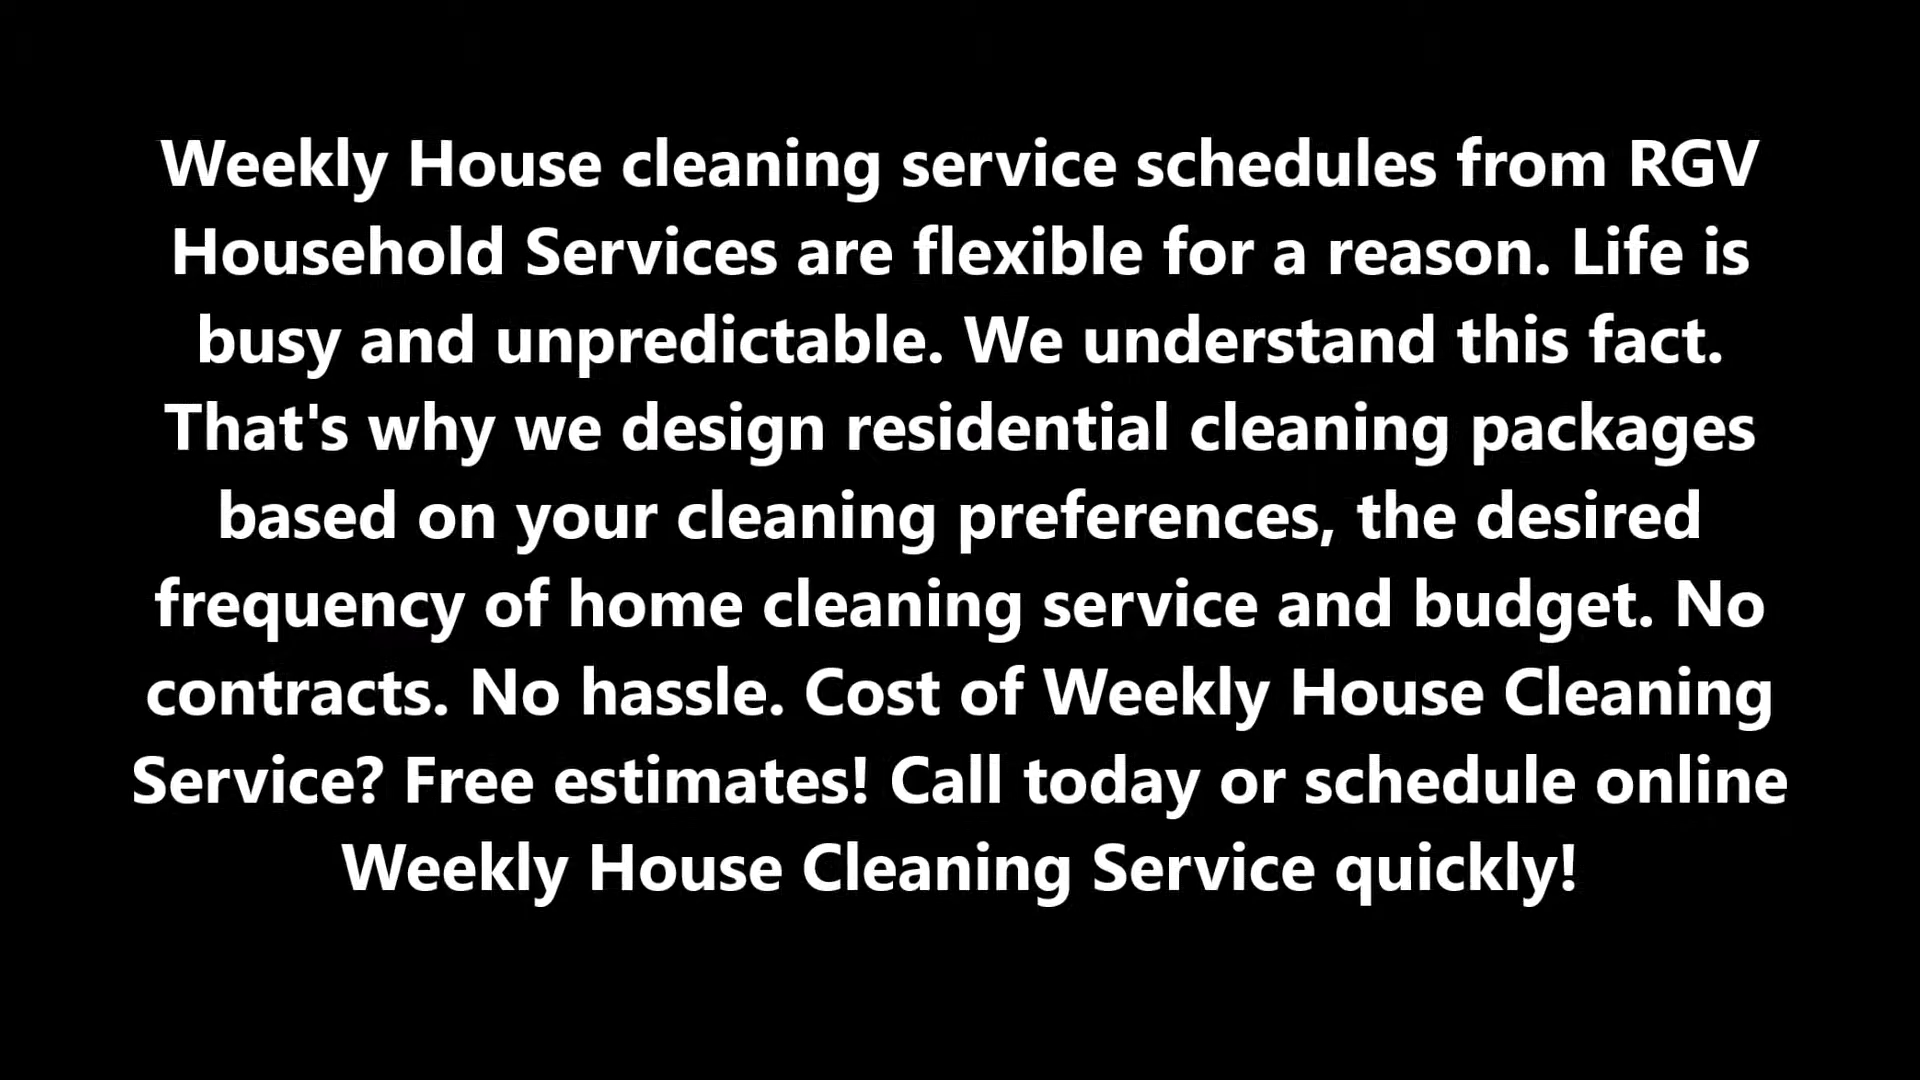 Weekly House cleaning service schedules from RGV
Household Services are flexible for a reason. Life is
busy and unpredictable. We understand this fact.
That's why we design residential cleaning packages
based on your cleaning preferences, the desired
frequency of home cleaning service and budget. No
contracts. No hassle. Cost of Weekly House Cleaning
Service? Free estimates! Call today or schedule online
Weekly House Cleaning Service quickly!